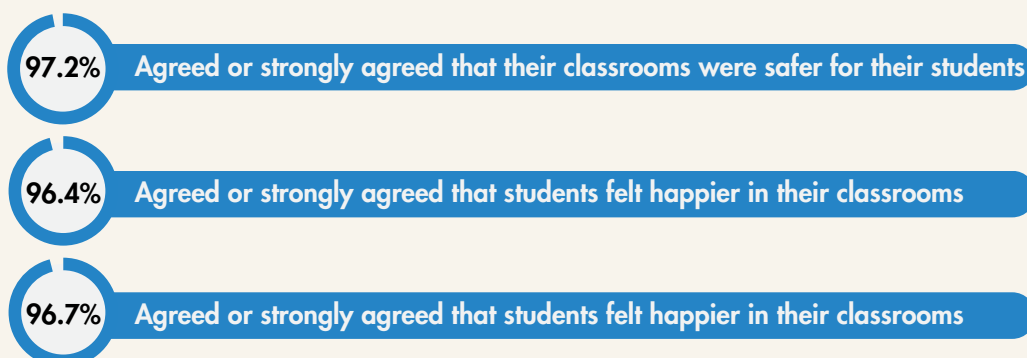 97.2% Agreed or strongly agreed that their classrooms were safer for their students
96.4% Agreed or strongly agreed that students felt happier in their classrooms
96.7% Agreed or strongly agreed that students felt happier in their classrooms